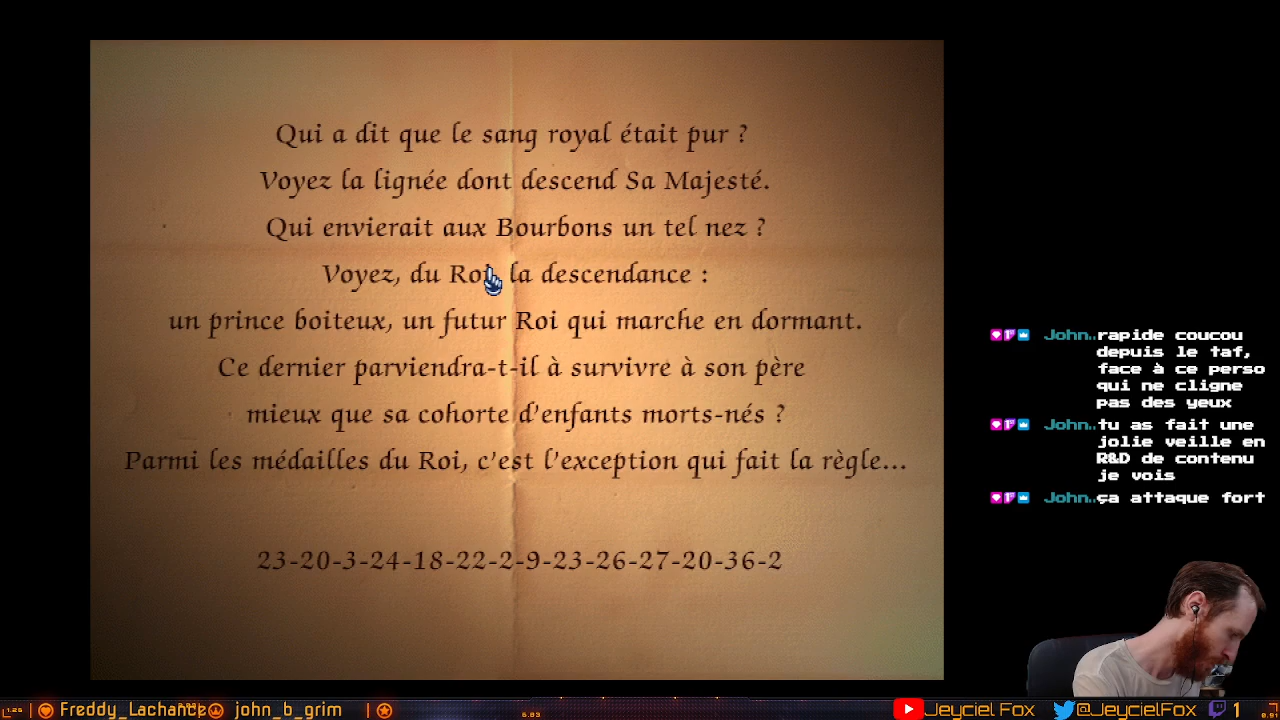 Qui a dit que le sang royal était pur ?
Voyez la lignée dont descend Sa Majesté.
Qui envierait aux Bourbons un tel nez ?
Voyez, du Roi, la descendance :
un prince boiteux, un futur Roi qui marche en dormant.
Ce dernier parviendra-t-il à survivre à son père
mieux que sa cohorte d'enfants morts-nés ?
Parmi les médailles du Roi, c'est l'exception qui fait la règle...
23-20-3-24-18-22-2-9-23-26-27-20-36-2
John..rapide coucou
depuis le taf,
face à ce perso
qui ne cligne
pas des yeux
John..tu as fait une
jolie veille en
R&D de contenu
je vois
John..ça attaque fort
Freddy_Lachance john_b_grim
Jeyciel Fox @JeycielFox 1